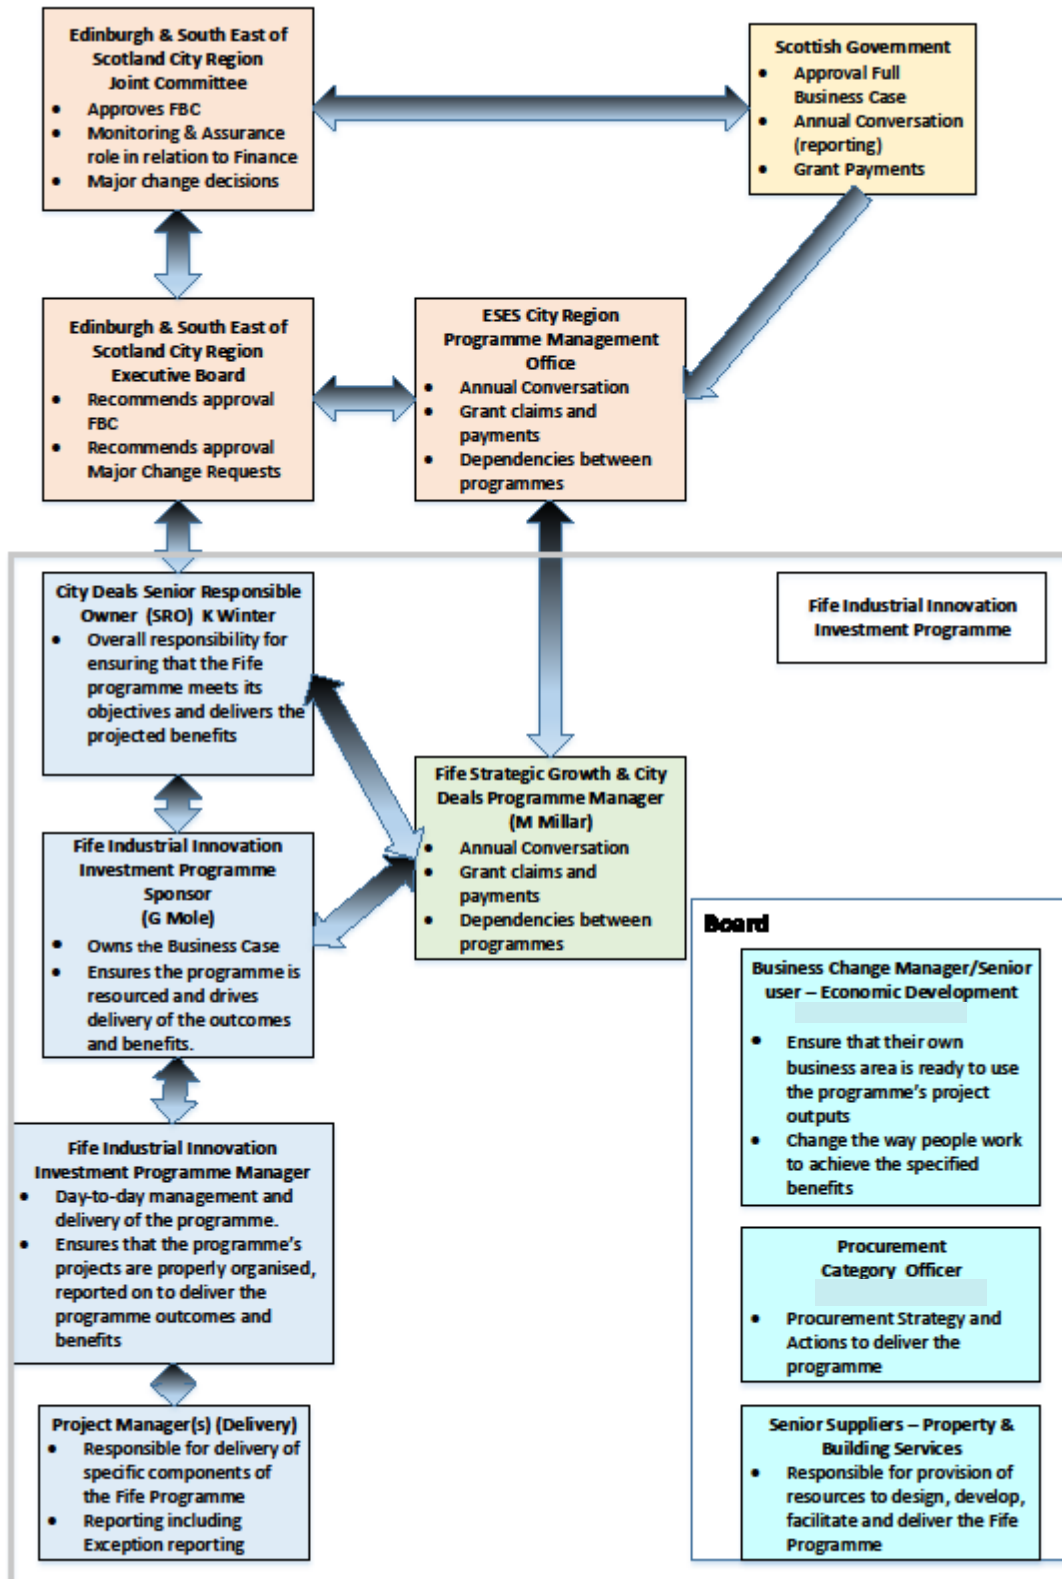 Edinburgh & South East of
Scotland City Region
Joint Committee
• Approves FBC
• Monitoring & Assurance
role in relation to Finance
• Major change decisions
Scottish Government
• Approval Full
Business Case
• Annual Conversation
(reporting)
• Grant Payments
Edinburgh & South East of
Scotland City Region
Executive Board
• Recommends approval
FBC
• Recommends approval
Major Change Requests
ESES City Region
Programme Management
Office
• Annual Conversation
• Grant claims and
payments
• Dependencies between
programmes
City Deals Senior Responsible
Owner (SRO) K Winter
• Overall responsibility for
ensuring that the Fife
programme meets its
objectives and delivers the
projected benefits
Fife Industrial Innovation
Investment Programme
Fife Strategic Growth & City
Deals Programme Manager
(M Millar)
• Annual Conversation
• Grant claims and
payments
• Dependencies between
programmes
Fife Industrial Innovation
Investment Programme
Sponsor
(G Mole)
• Owns the Business Case
• Ensures the programme is
resourced and drives
delivery of the outcomes
and benefits.
Fife Industrial Innovation
Investment Programme Manager
• Day-to-day management and
delivery of the programme.
• Ensures that the programme's
projects are properly organised,
reported on to deliver the
programme outcomes and
benefits
Project Manager(s) (Delivery)
• Responsible for delivery of
specific components of
the Fife Programme
• Reporting including
Exception reporting
Board
Business Change Manager/Senior
user – Economic Development
• Ensure that their own
business area is ready to use
the programme's project
outputs
• Change the way people work
to achieve the specified
benefits
Procurement
Category Officer
• Procurement Strategy and
Actions to deliver the
programme
Senior Suppliers – Property &
Building Services
• Responsible for provision of
resources to design, develop,
facilitate and deliver the Fife
Programme